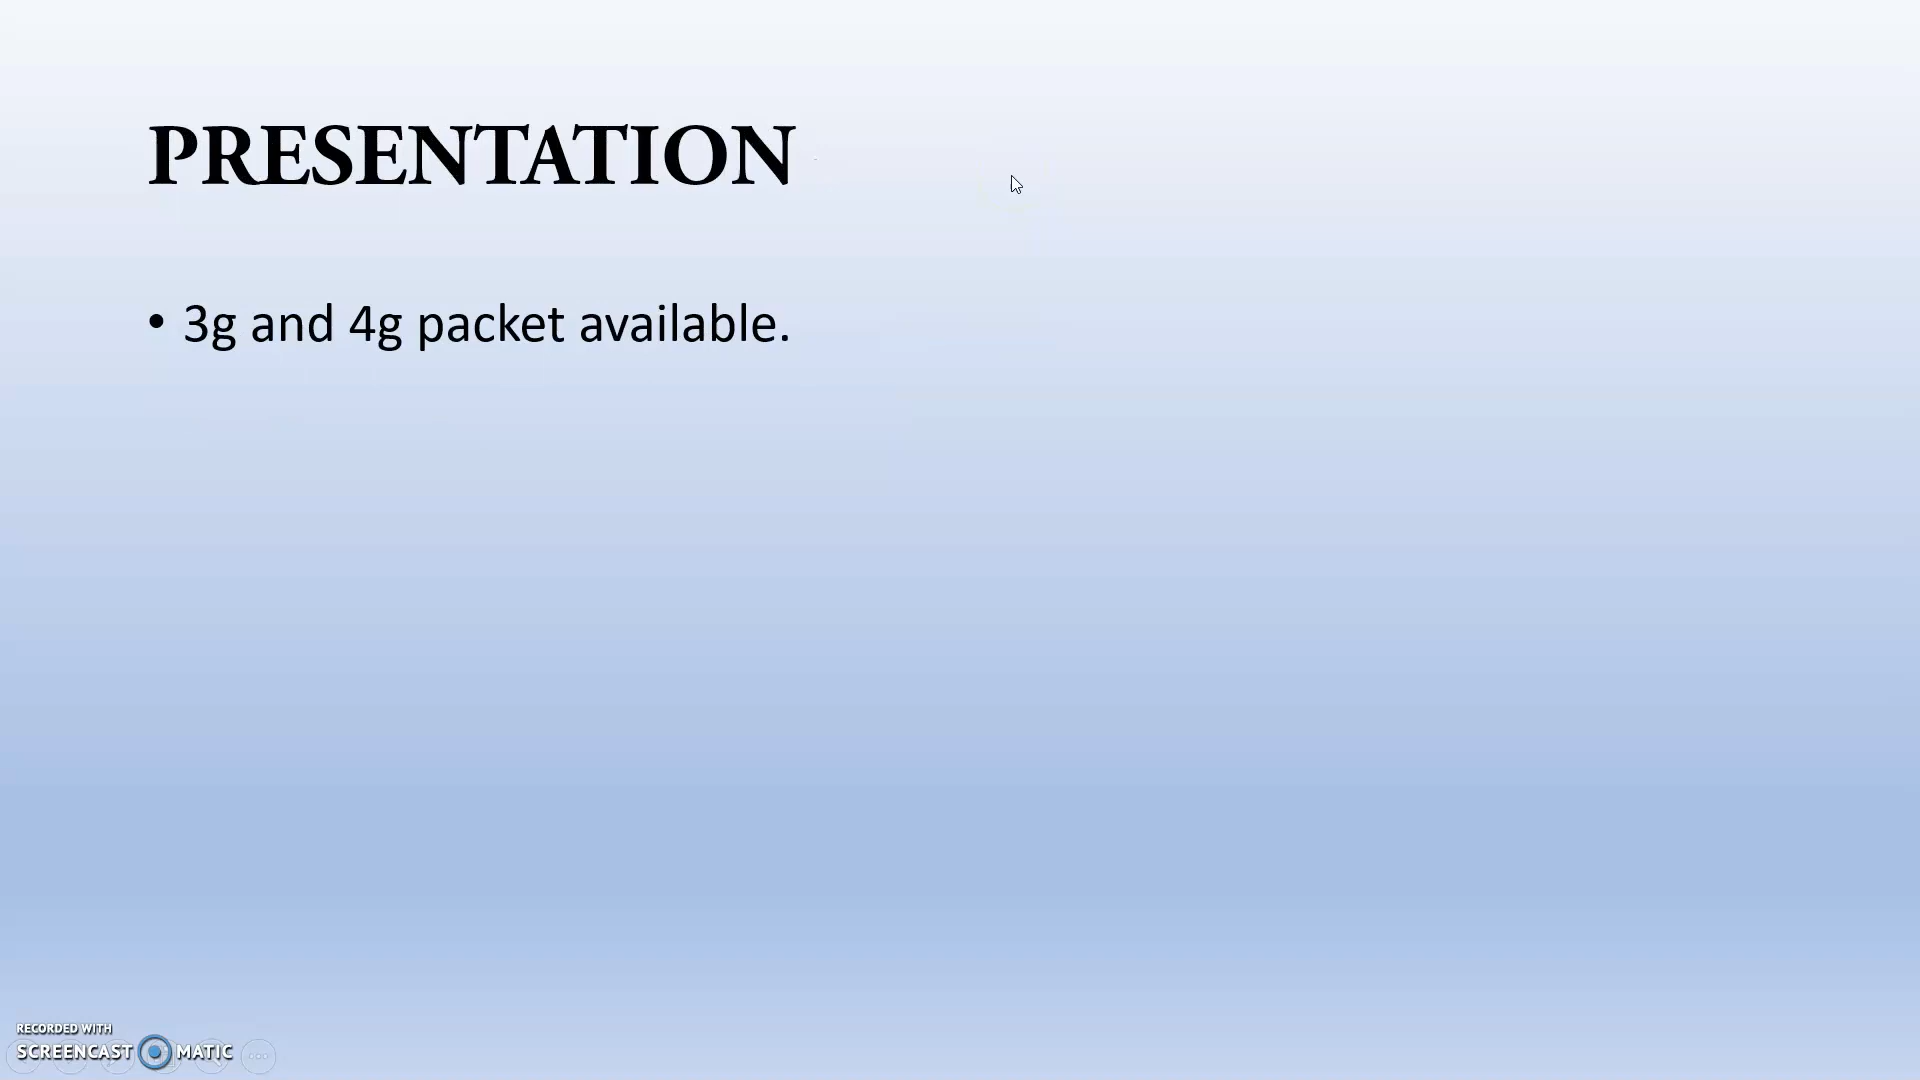 PRESENTATION
• 3g and 4g packet available.
RECORDED WITH
SCREENCAST MATIC